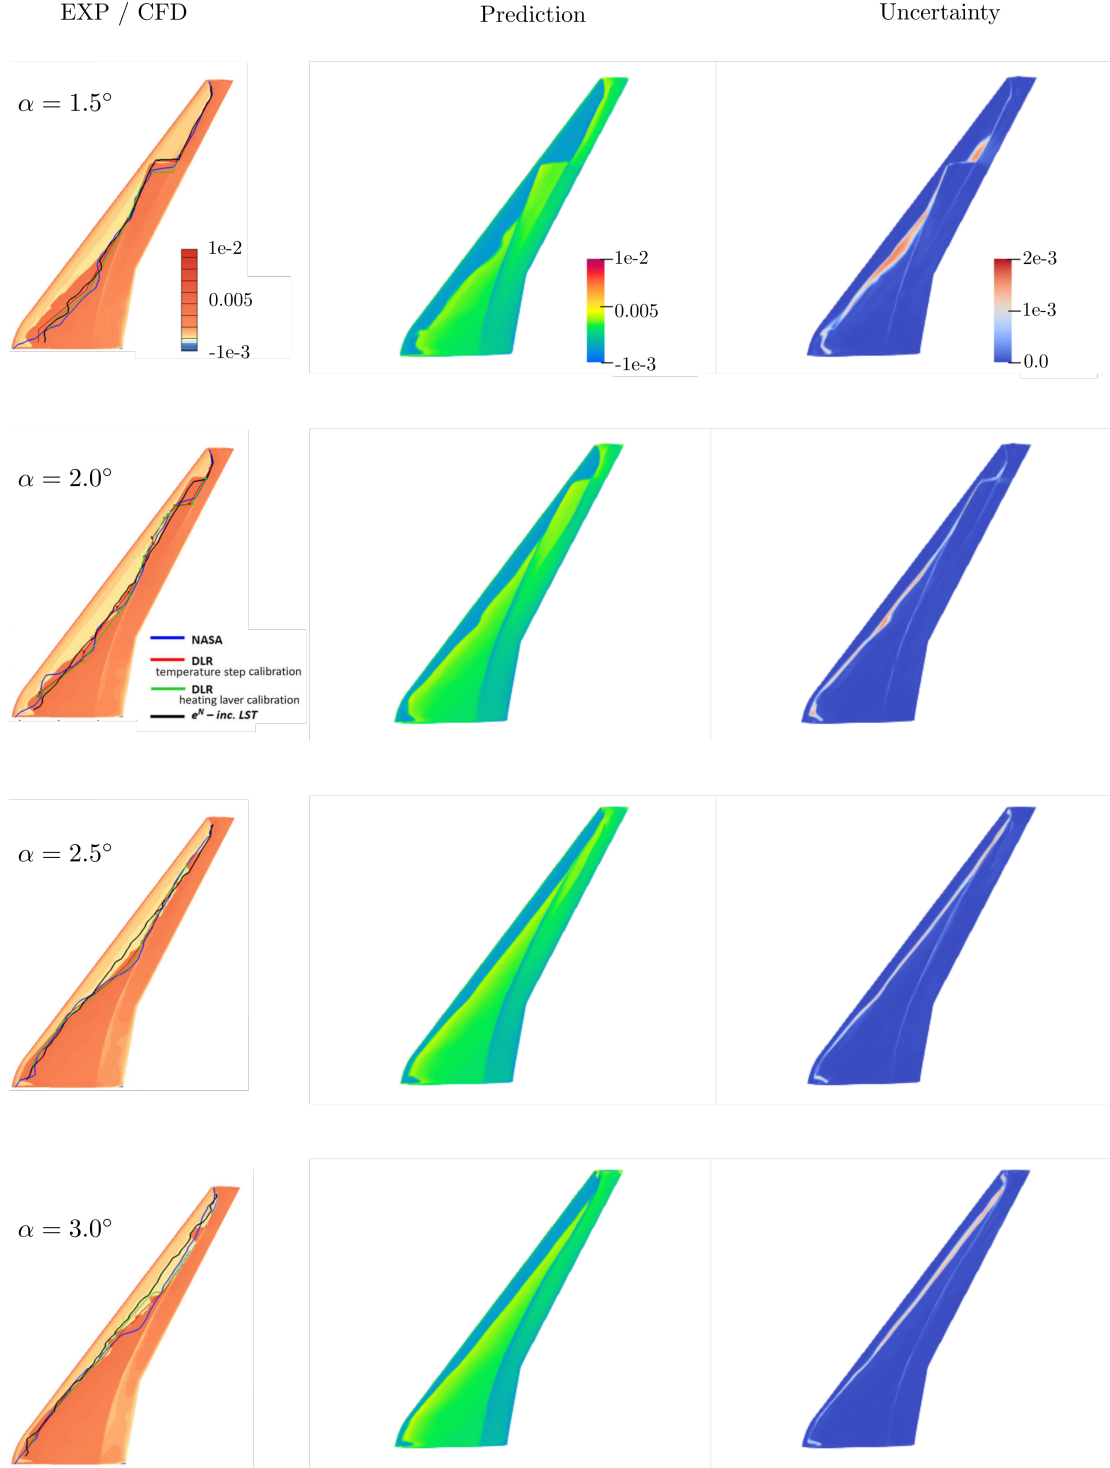 EXP / CFD
Prediction
Uncertainty
α = 1.5°
1e-2
0.005
-1e-3
1e-2
0.005
-1e-3
2e-3
1e-3
0.0
α = 2.0°
NASA
DLR
temperature step calibration
DLR
heating laver calibration
e^N – inc. LST
α = 2.5°
α = 3.0°